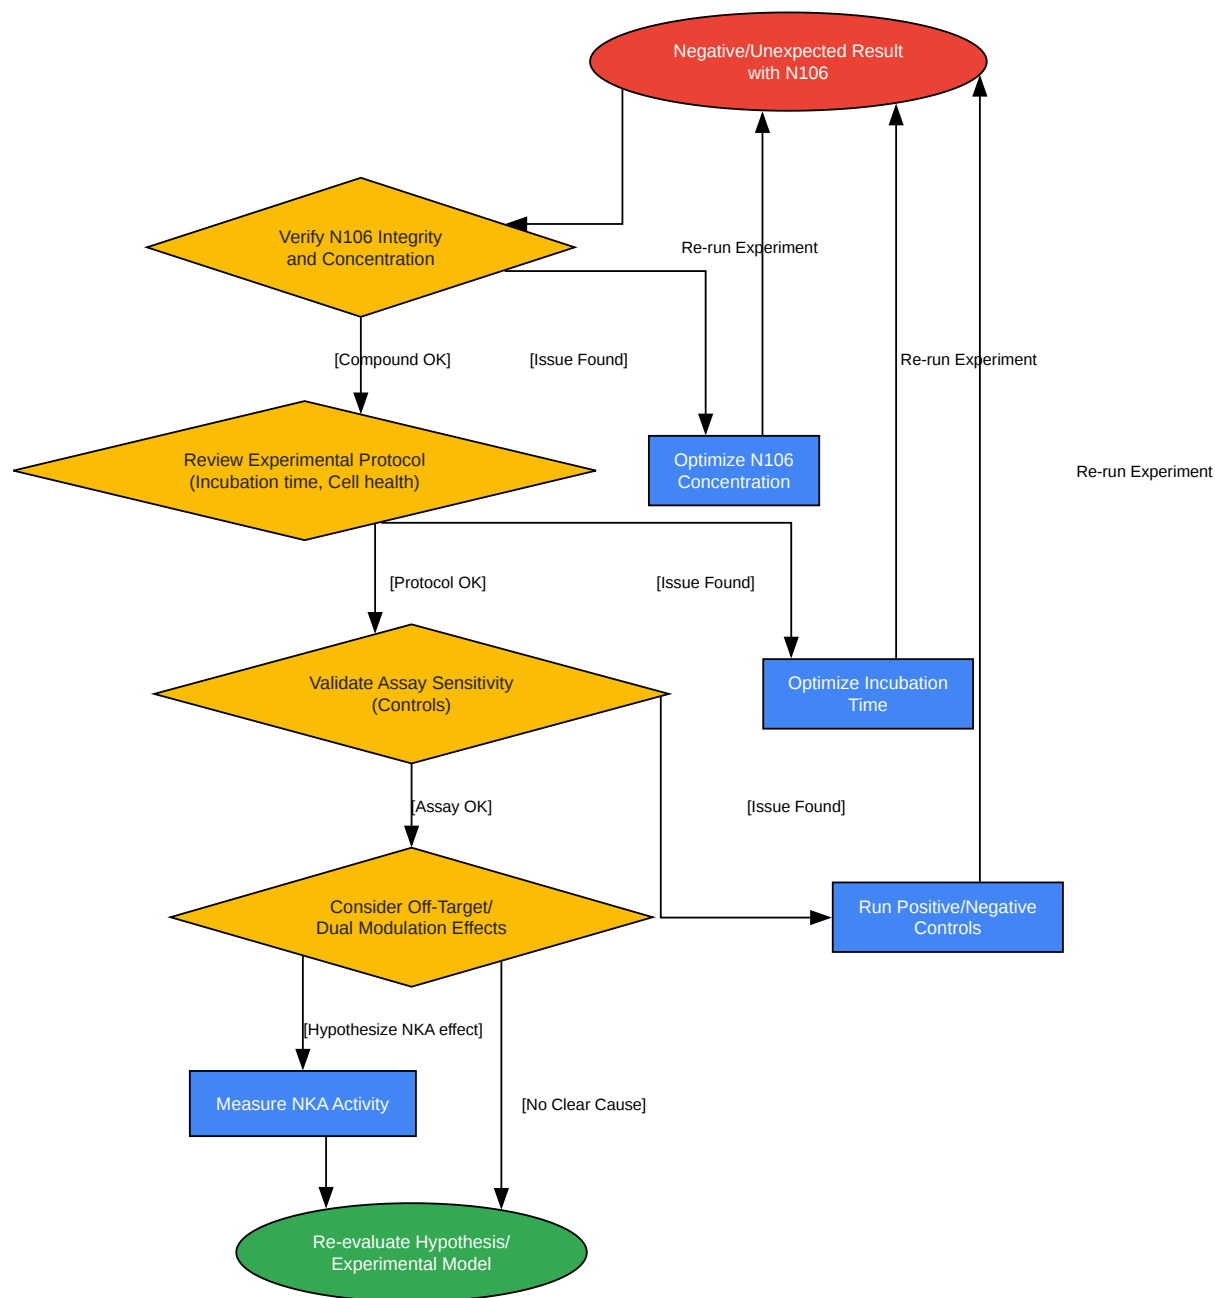 Negative/Unexpected Result
with N106
Verify N106 Integrity
and Concentration
Re-run Experiment
[Compound OK]
[Issue Found]
Re-run Experiment
Review Experimental Protocol
(Incubation time, Cell health)
Optimize N106
Concentration
Re-run Experiment
[Protocol OK]
[Issue Found]
Validate Assay Sensitivity
(Controls)
Optimize Incubation
Time
[Assay OK]
[Issue Found]
Consider Off-Target/
Dual Modulation Effects
Run Positive/Negative
Controls
[Hypothesize NKA effect]
Measure NKA Activity
[No Clear Cause]
Re-evaluate Hypothesis/
Experimental Model